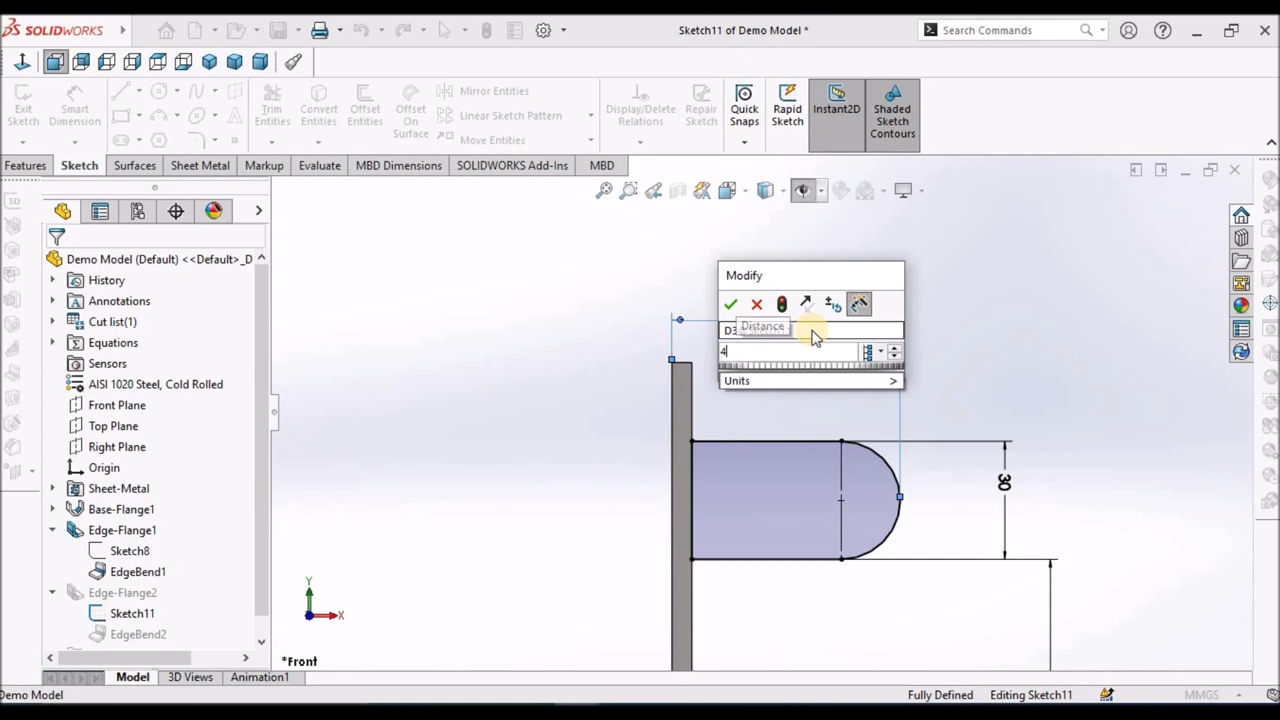 SOLIDWORKS
Sketch11 of Demo Model *
Search Commands
Exit Sketch
Smart Dimension
Trim Entities
Convert Entities
Offset Entities
Offset On Surface
Mirror Entities
Linear Sketch Pattern
Move Entities
Display/Delete Relations
Repair Sketch
Quick Snaps
Rapid Sketch
Instant2D
Shaded Sketch Contours
Features
Sketch
Surfaces
Sheet Metal
Markup
Evaluate
MBD Dimensions
SOLIDWORKS Add-Ins
MBD
Demo Model (Default) <<Default>_D
History
Annotations
Cut list(1)
Equations
Sensors
AISI 1020 Steel, Cold Rolled
Front Plane
Top Plane
Right Plane
Origin
Sheet-Metal
Base-Flange1
Edge-Flange1
Sketch8
EdgeBend1
Edge-Flange2
Sketch11
EdgeBend2
Modify
D3
Distance
4
Units >
30
Y
X
*Front
Model
3D Views
Animation1
Demo Model
Fully Defined
Editing Sketch11
MMGS